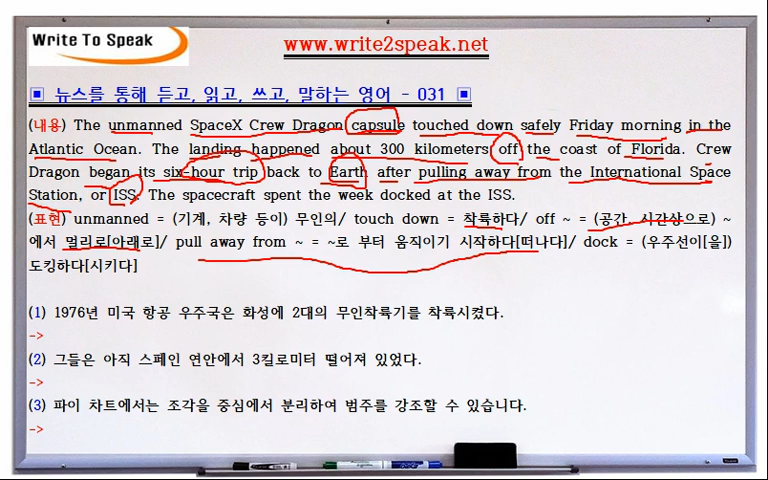 Write To Speak
www.write2speak.net
▣ 뉴스를 통해 듣고, 읽고, 쓰고, 말하는 영어 - 031 ▣
(내용) The unmanned SpaceX Crew Dragon capsule touched down safely Friday morning in the
Atlantic Ocean. The landing happened about 300 kilometers off the coast of Florida. Crew
Dragon began its six-hour trip back to Earth after pulling away from the International Space
Station, or ISS. The spacecraft spent the week docked at the ISS.
(표현) unmanned = (기계, 차량 등이) 무인의/ touch down = 착륙하다/ off ~ = (공간, 시간상으로) ~
에서 멀리로[아래로]/ pull away from ~ = ~로 부터 움직이기 시작하다[떠나다]/ dock = (우주선이[을])
도킹하다[시키다]
(1) 1976년 미국 항공 우주국은 화성에 2대의 무인착륙기를 착륙시켰다.
->
(2) 그들은 아직 스페인 연안에서 3킬로미터 떨어져 있었다.
->
(3) 파이 차트에서는 조각을 중심에서 분리하여 범주를 강조할 수 있습니다.
->